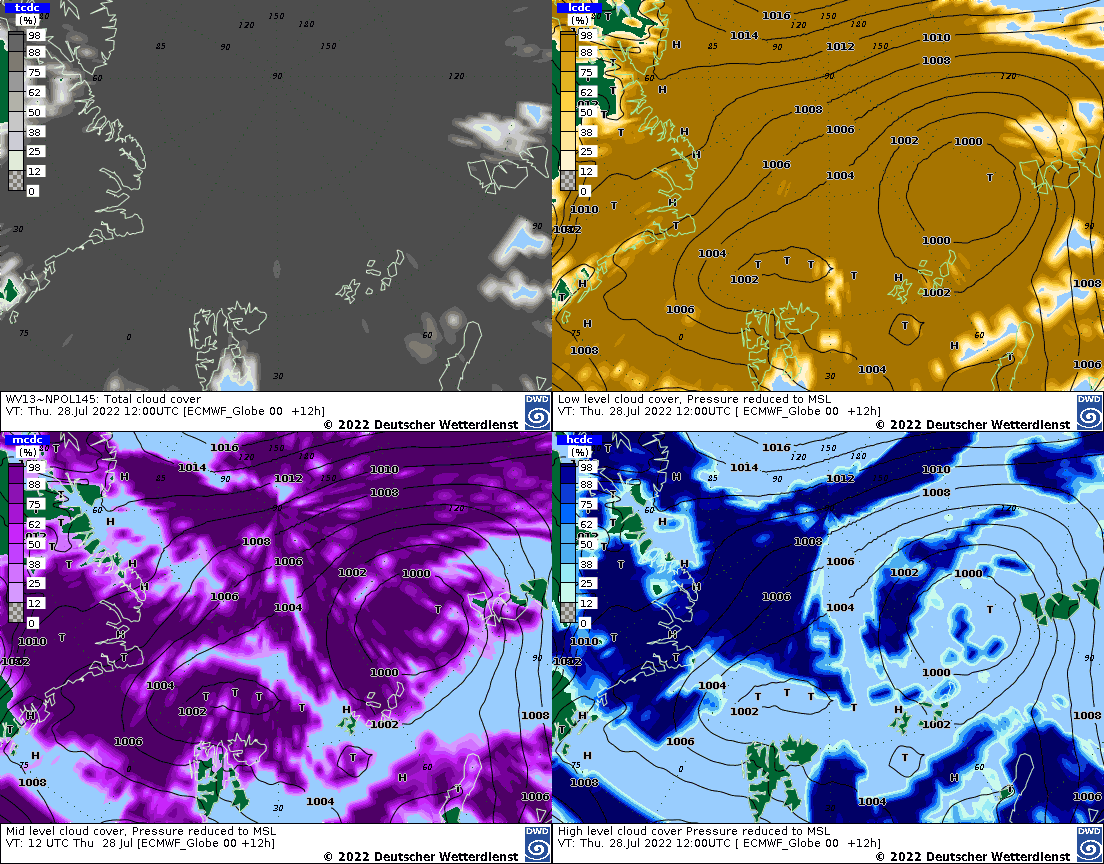 tcdc
(%)
98
88
75
62
50
38
25
12
0
80
120
150
180
85
90
150
60
90
120
30
90
75
0
60
30
WV13~NPOL145: Total cloud cover
VT: Thu. 28.Jul 2022 12:00UTC [ECMWF_Globe 00 +12h]
DWD
© 2022 Deutscher Wetterdienst
lcdc
(%)
98
88
75
62
50
38
25
12
0
T
1016
120
150
180
1014
1010
H
85
1012
150
T
1008
60
90
120
T
H
1012
1008
T
T
H
1006
1002
1000
H
1006
1004
T
H
1010
T
T
1000
90
1004
T
T
T
1002
T
H
H
1002
1008
T
1006
H
T
75
0
60
H
1008
T
1006
1004
30
Low level cloud cover, Pressure reduced to MSL
VT: Thu. 28.Jul 2022 12:00UTC [ ECMWF_Globe 00 +12h]
DWD
© 2022 Deutscher Wetterdienst
mcdc
(%)
98
88
75
62
50
38
25
12
0
T
1016
120
150
180
1014
1010
H
85
90
1012
T
1008
60
120
T
H
1012
T
1008
T
H
1006
1002
1000
H
1006
1004
T
H
1010
T
1012
T
1000
90
1004
T
T
T
1002
T
H
H
1002
1008
T
1006
H
T
75
0
60
H
1008
T
1006
1004
30
Mid level cloud cover, Pressure reduced to MSL
VT: 12 UTC Thu 28 Jul [ECMWF_Globe 00 +12h]
DWD
© 2022 Deutscher Wetterdienst
hcdc
(%)
98
88
75
62
50
38
25
12
0
T
1016
120
150
180
1014
1010
H
85
1012
T
1008
60
120
T
H
1012
T
1008
T
H
1006
1002
1000
H
1006
1004
T
H
1010
T
1012
T
1000
90
1004
T
T
T
1002
T
H
H
1002
1008
T
1006
H
T
75
0
60
H
1008
T
1006
1004
High level cloud cover Pressure reduced to MSL
VT: Thu. 28.Jul 2022 12:00UTC [ ECMWF_Globe 00 +12h]
DWD
© 2022 Deutscher Wetterdienst